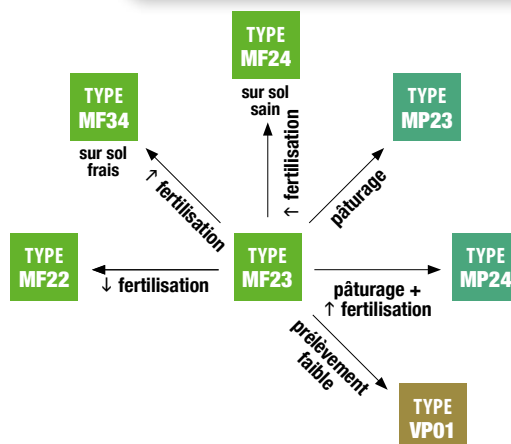 TYPE
MF24
sur sol
sain
TYPE
MF34
sur sol
frais
TYPE
MP23
↑ fertilisation
↑ fertilisation
pâturage
TYPE
MF22
↓ fertilisation
TYPE
MF23
pâturage +
↑ fertilisation
TYPE
MP24
prélèvement
faible
TYPE
VP01